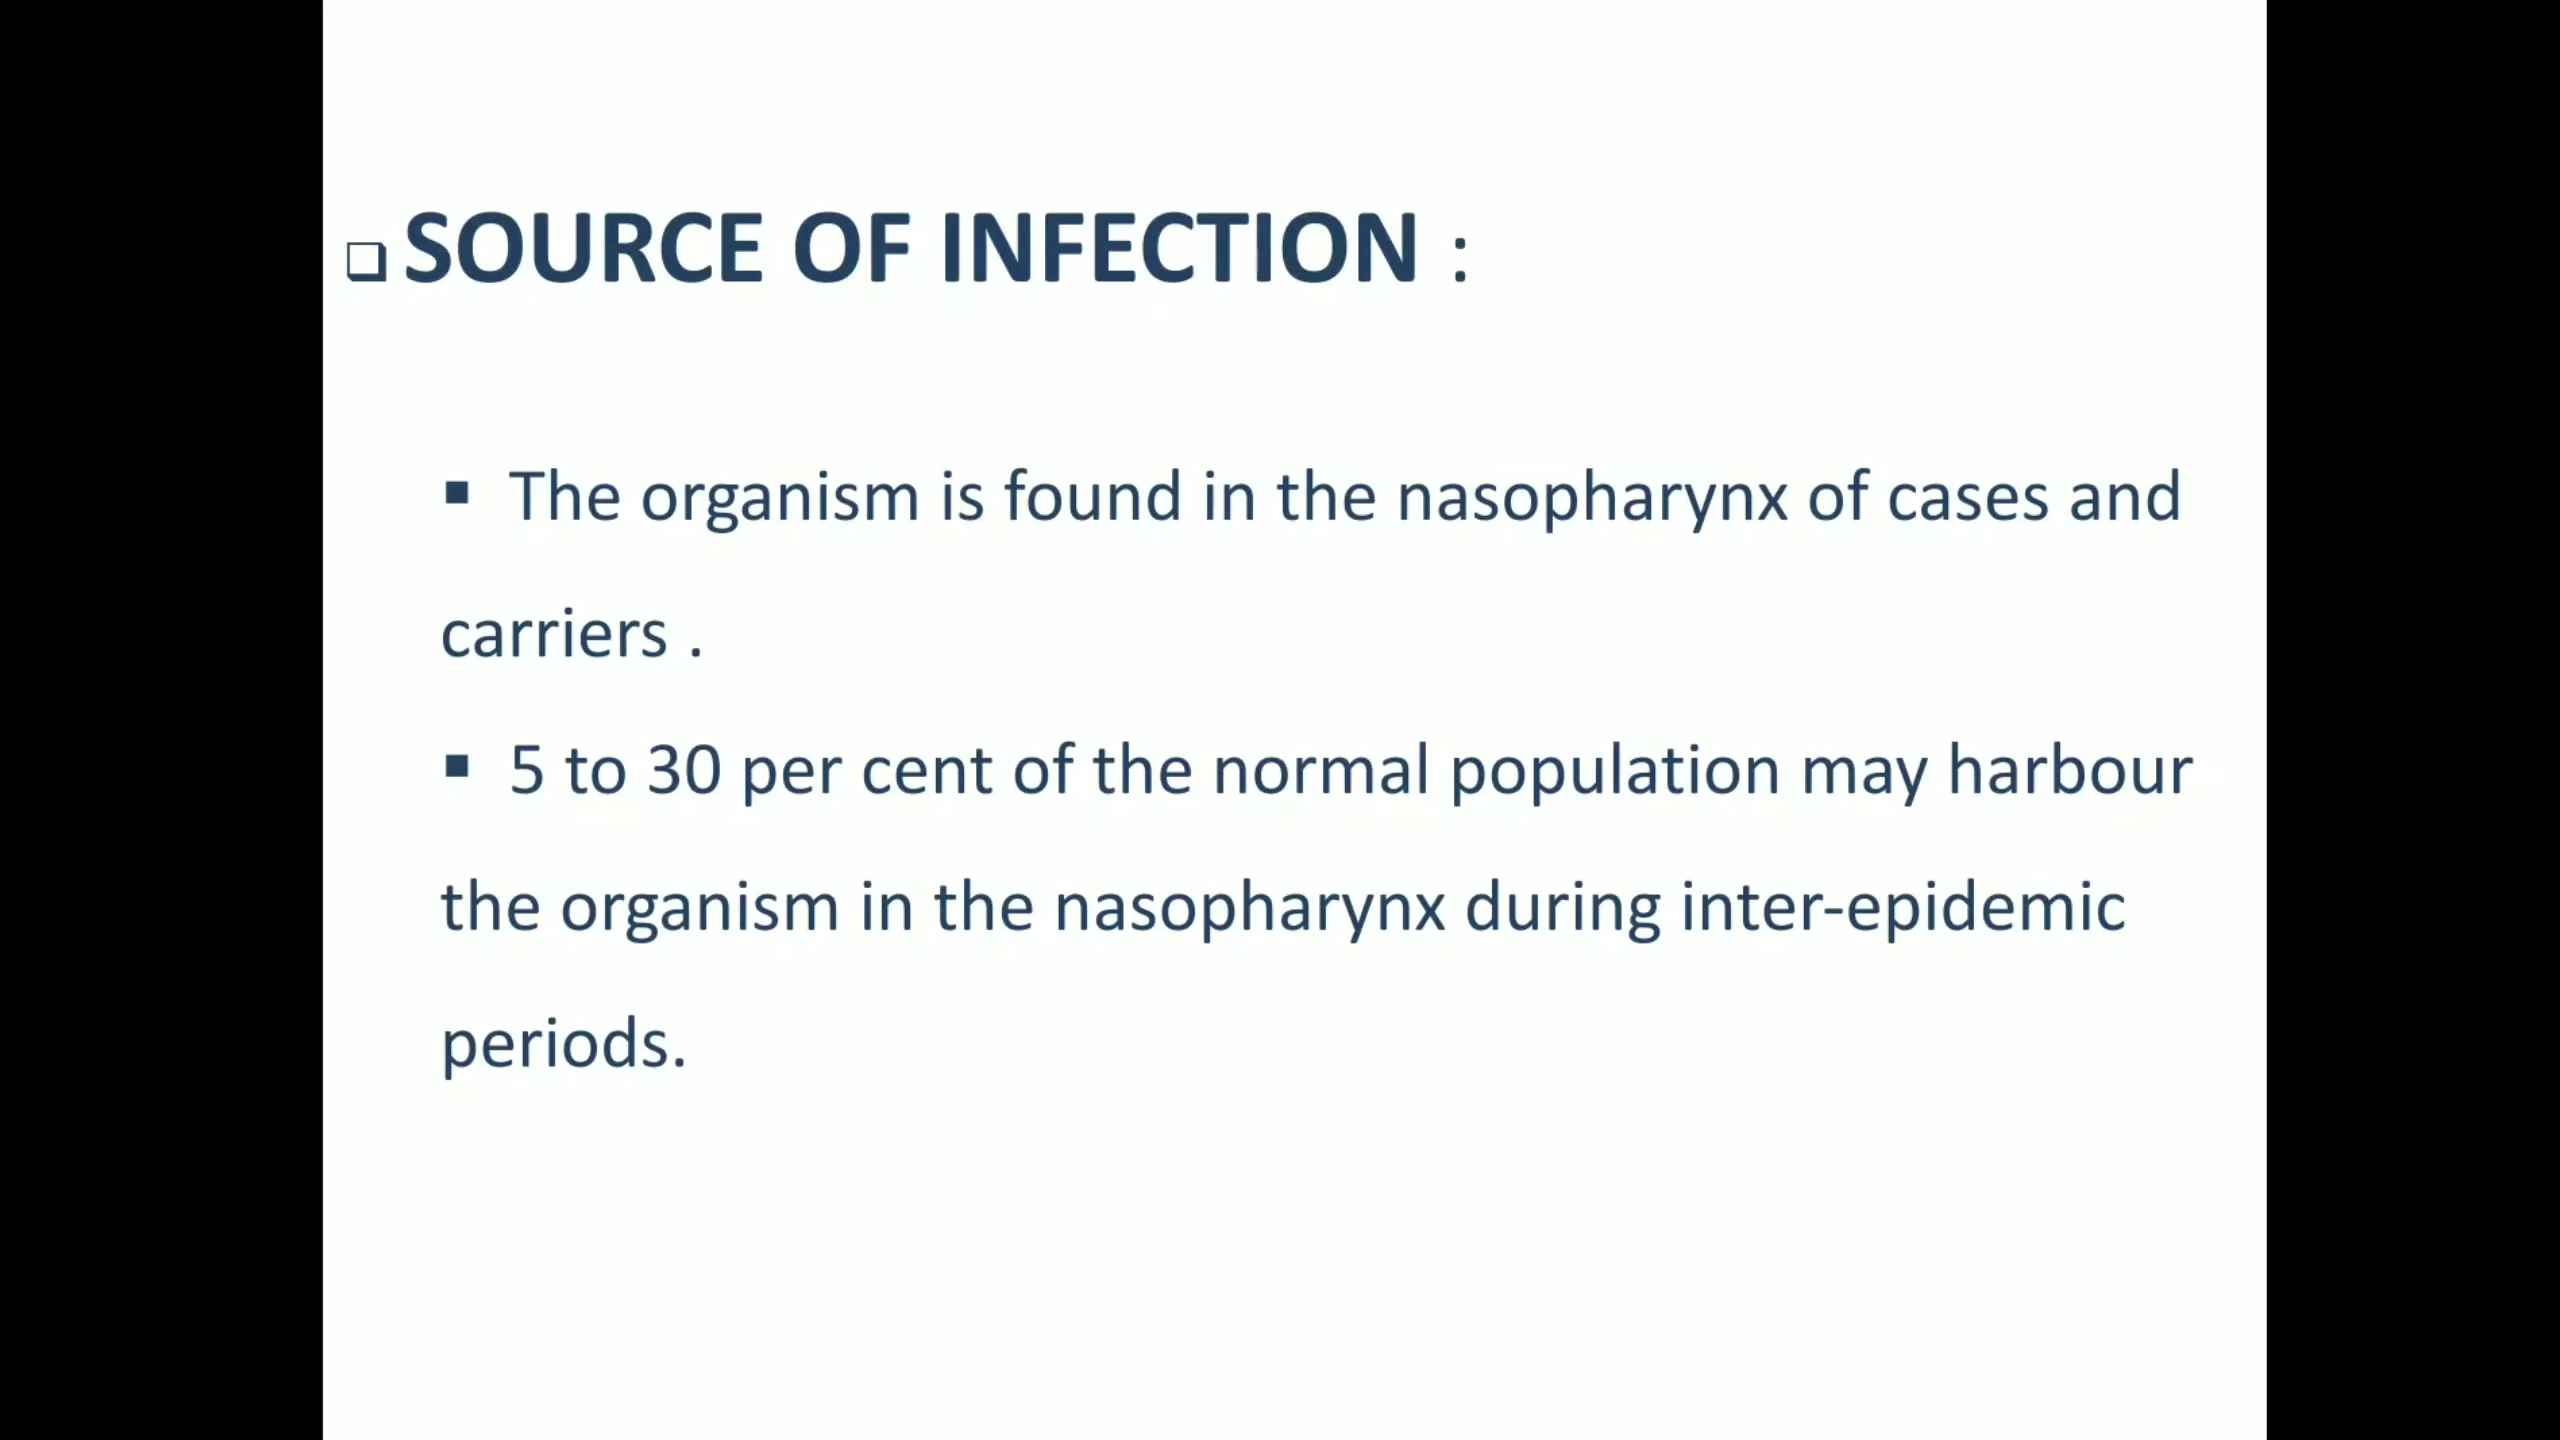 ❑ SOURCE OF INFECTION :
▪ The organism is found in the nasopharynx of cases and
carriers .
▪ 5 to 30 per cent of the normal population may harbour
the organism in the nasopharynx during inter-epidemic
periods.